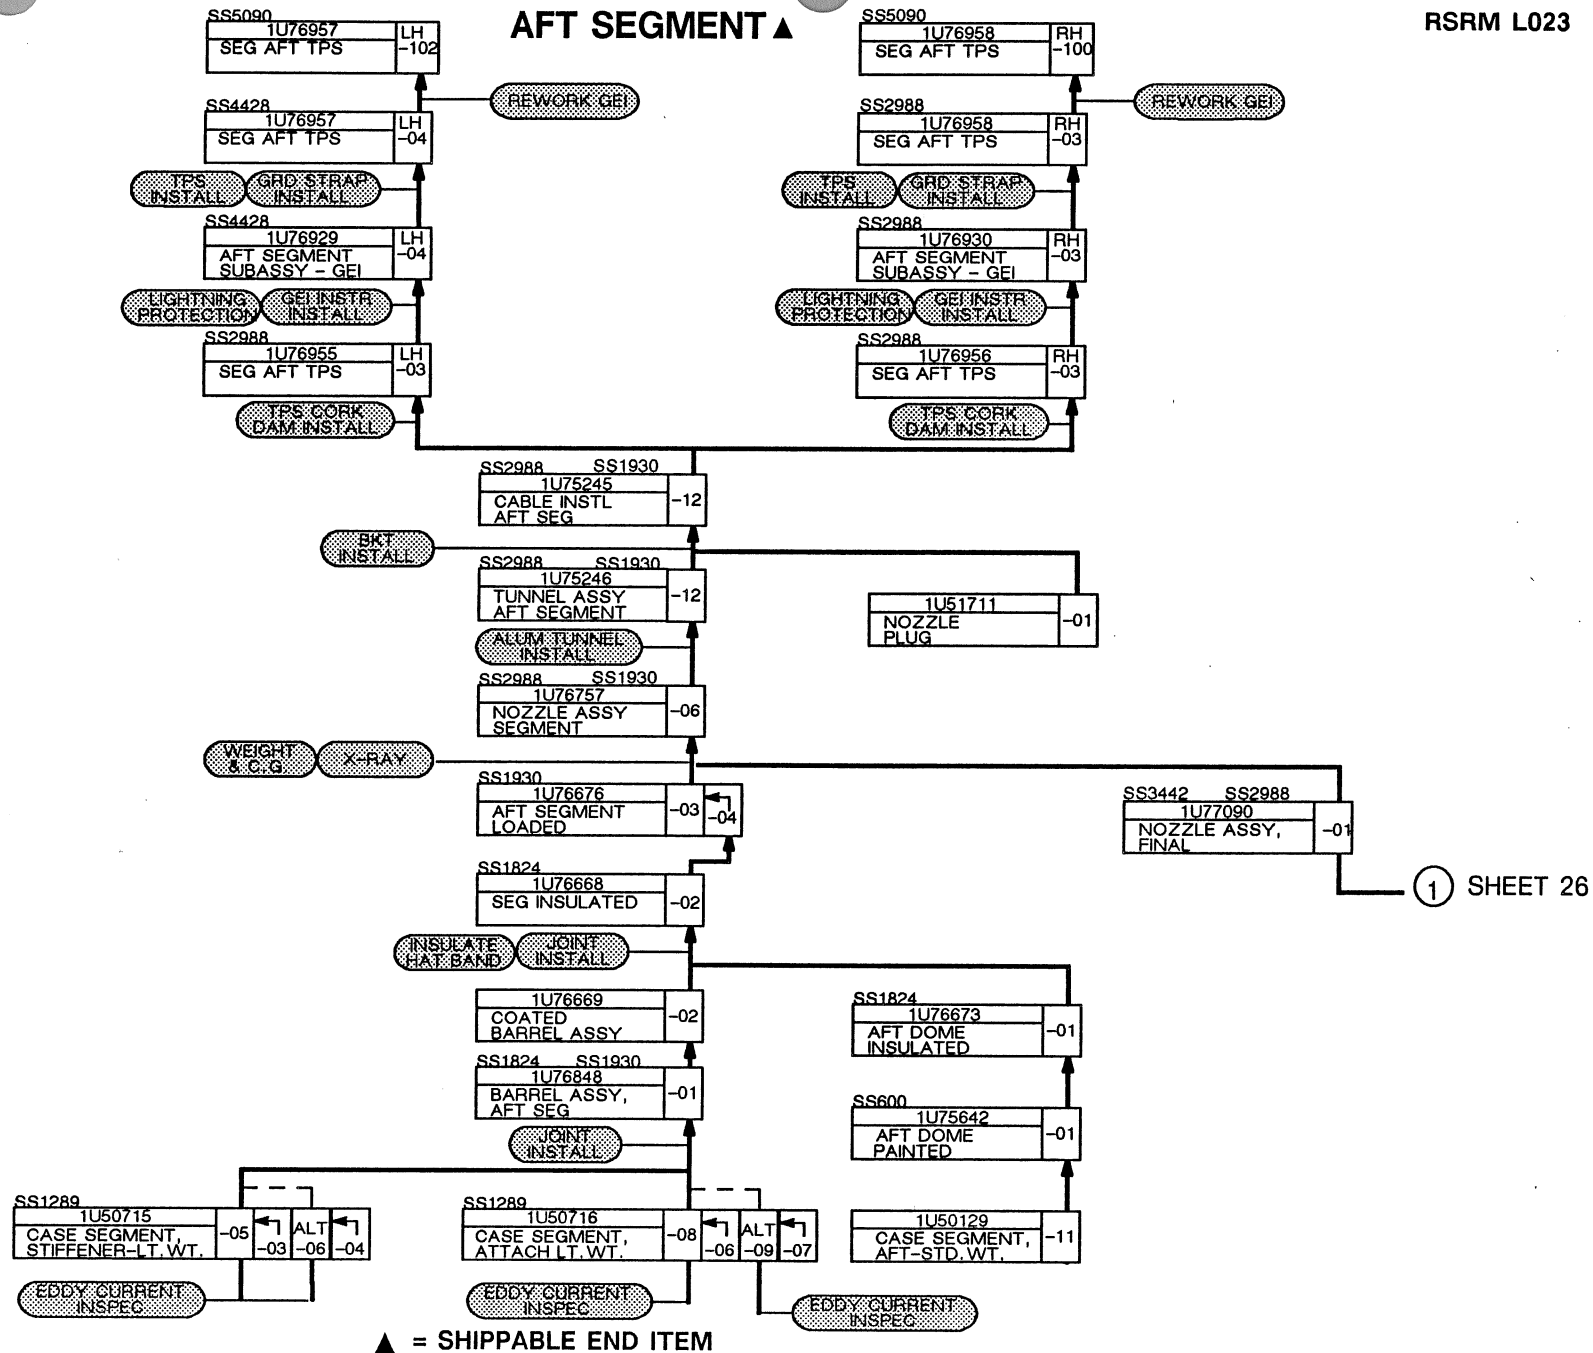 AFT SEGMENT▲
RSRM L023
SS5090
1U76957
SEG AFT TPS
LH
-102
SS5090
1U76958
SEG AFT TPS
RH
-100
REWORK GEI
REWORK GEI
SS4428
1U76957
SEG AFT TPS
LH
-04
SS2988
1U76958
SEG AFT TPS
RH
-03
TPS
INSTALL
GRD STRAP
INSTALL
TPS
INSTALL
GRD STRAP
INSTALL
SS4428
1U76929
AFT SEGMENT
SUBASSY - GEI
LH
-04
SS2988
1U76930
AFT SEGMENT
SUBASSY - GEI
RH
-03
LIGHTNING
PROTECTION
GEI INSTR
INSTALL
LIGHTNING
PROTECTION
GEI INSTR
INSTALL
SS2988
1U76955
SEG AFT TPS
LH
-03
SS2988
1U76956
SEG AFT TPS
RH
-03
TPS CORK
DAM INSTALL
TPS CORK
DAM INSTALL
SS2988 SS1930
1U75245
CABLE INSTL
AFT SEG
-12
BKT
INSTALL
SS2988 SS1930
1U75246
TUNNEL ASSY
AFT SEGMENT
-12
1U51711
NOZZLE
PLUG
-01
ALUM TUNNEL
INSTALL
SS2988 SS1930
1U76757
NOZZLE ASSY
SEGMENT
-06
WEIGHT
& C.G.
X-RAY
SS1930
1U76676
AFT SEGMENT
LOADED
-03
-04
SS3442 SS2988
1U77090
NOZZLE ASSY,
FINAL
-01
1 SHEET 26
SS1824
1U76668
SEG INSULATED
-02
INSULATE
HAT BAND
JOINT
INSTALL
1U76669
COATED
BARREL ASSY
-02
SS1824
1U76673
AFT DOME
INSULATED
-01
SS1824 SS1930
1U76848
BARREL ASSY,
AFT SEG
-01
SS600
1U75642
AFT DOME
PAINTED
-01
JOINT
INSTALL
SS1289
1U50715
CASE SEGMENT,
STIFFENER-LT.WT.
-05
-03
ALT
-06
-04
SS1289
1U50716
CASE SEGMENT,
ATTACH LT.WT.
-08
-06
ALT
-09
-07
1U50129
CASE SEGMENT,
AFT-STD.WT.
-11
EDDY CURRENT
INSPEC
EDDY CURRENT
INSPEC
EDDY CURRENT
INSPEC
▲ = SHIPPABLE END ITEM